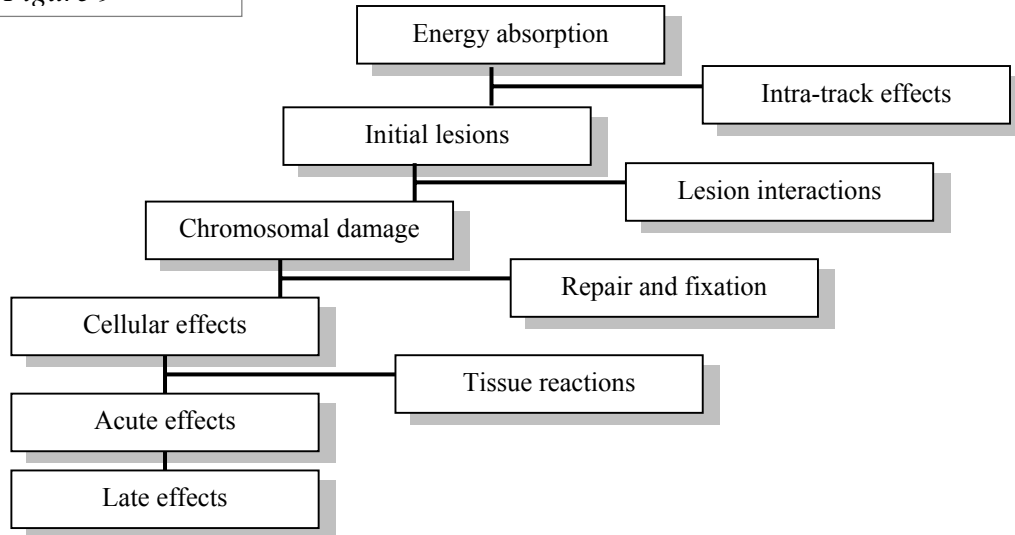 Energy absorption
Intra-track effects
Initial lesions
Lesion interactions
Chromosomal damage
Repair and fixation
Cellular effects
Tissue reactions
Acute effects
Late effects